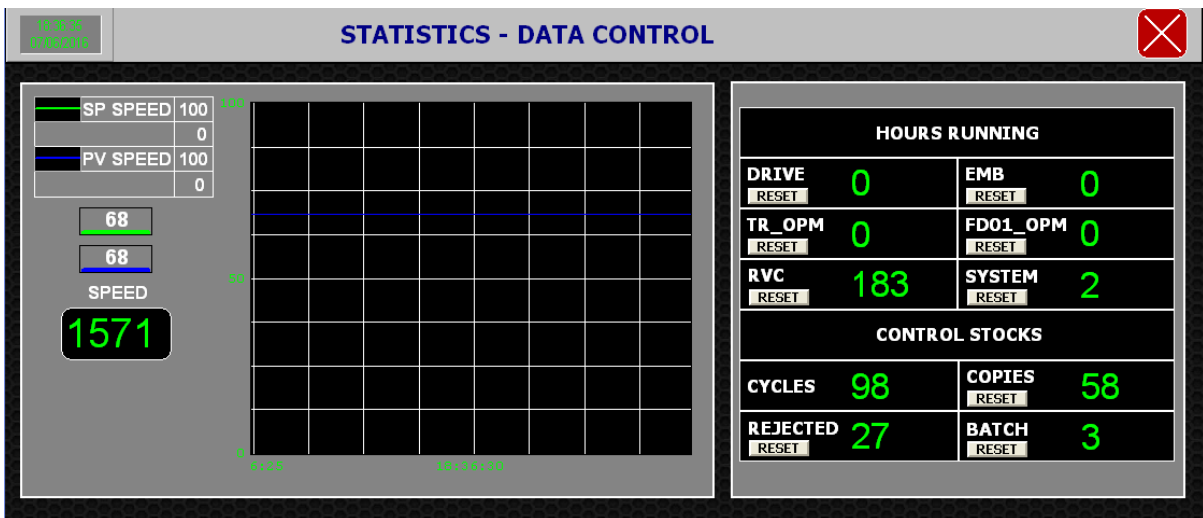 18:36:35
07/06/2016
STATISTICS - DATA CONTROL
SP SPEED 100
0
PV SPEED 100
0
68
68
SPEED
1571
100
50
0
6:35 18:36:30
HOURS RUNNING
DRIVE 0 EMB 0
RESET RESET
TR_OPM 0 FD01_OPM 0
RESET RESET
RVC 183 SYSTEM 2
RESET RESET
CONTROL STOCKS
CYCLES 98 COPIES 58
RESET
REJECTED 27 BATCH 3
RESET RESET